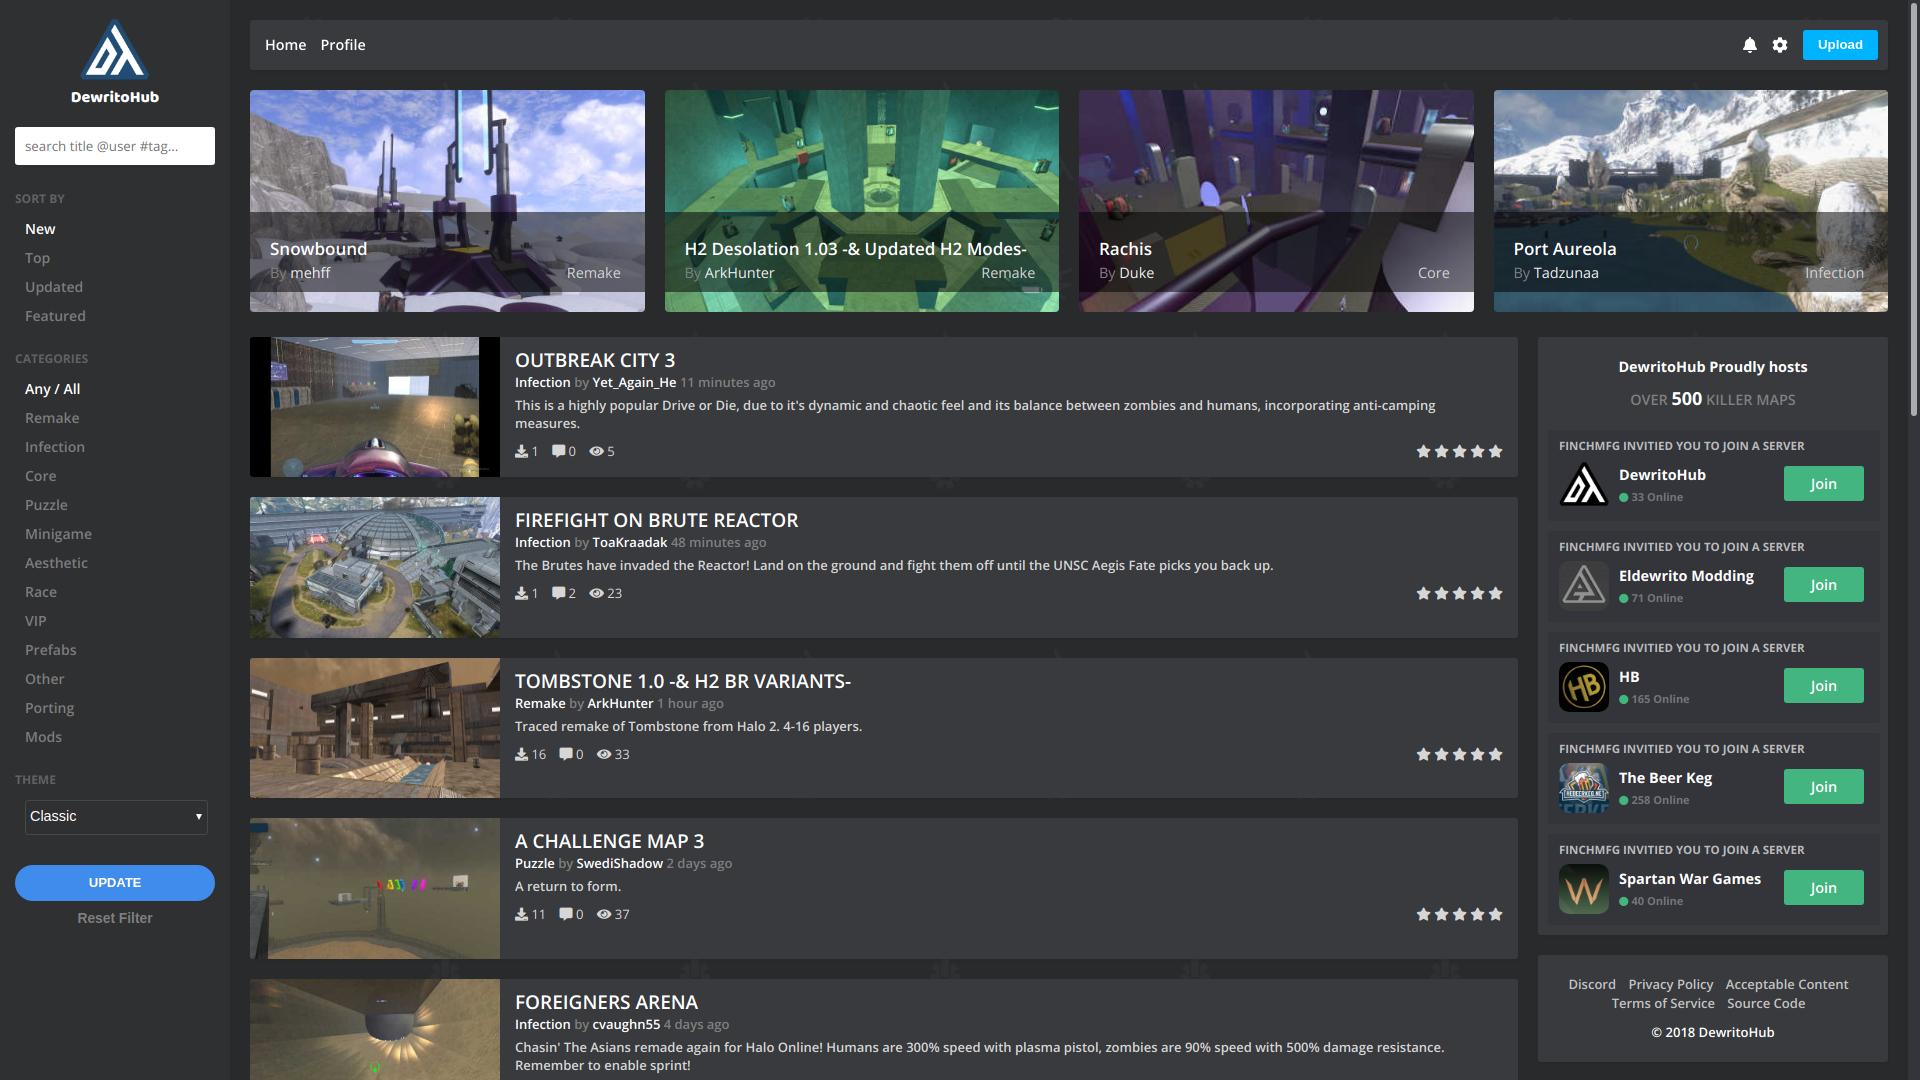 DewritoHub
search title @user #tag...
SORT BY
New
Top
Updated
Featured
CATEGORIES
Any / All
Remake
Infection
Core
Puzzle
Minigame
Aesthetic
Race
VIP
Prefabs
Other
Porting
Mods
THEME
Classic
UPDATE
Reset Filter
Home Profile
Upload
Snowbound
By mehff Remake
H2 Desolation 1.03 -& Updated H2 Modes-
By ArkHunter Remake
Rachis
By Duke Core
Port Aureola
By Tadzunaa Infection
OUTBREAK CITY 3
Infection by Yet_Again_He 11 minutes ago
This is a highly popular Drive or Die, due to it's dynamic and chaotic feel and its balance between zombies and humans, incorporating anti-camping
measures.
1 0 5
FIREFIGHT ON BRUTE REACTOR
Infection by ToaKraadak 48 minutes ago
The Brutes have invaded the Reactor! Land on the ground and fight them off until the UNSC Aegis Fate picks you back up.
1 2 23
TOMBSTONE 1.0 -& H2 BR VARIANTS-
Remake by ArkHunter 1 hour ago
Traced remake of Tombstone from Halo 2. 4-16 players.
16 0 33
A CHALLENGE MAP 3
Puzzle by SwediShadow 2 days ago
A return to form.
11 0 37
FOREIGNERS ARENA
Infection by cvaughn55 4 days ago
Chasin' The Asians remade again for Halo Online! Humans are 300% speed with plasma pistol, zombies are 90% speed with 500% damage resistance.
Remember to enable sprint!
DewritoHub Proudly hosts
OVER 500 KILLER MAPS
FINCHMFG INVITIED YOU TO JOIN A SERVER
DewritoHub
33 Online
Join
FINCHMFG INVITIED YOU TO JOIN A SERVER
Eldewrito Modding
71 Online
Join
FINCHMFG INVITIED YOU TO JOIN A SERVER
HB
HB
165 Online
Join
FINCHMFG INVITIED YOU TO JOIN A SERVER
The Beer Keg
258 Online
Join
FINCHMFG INVITIED YOU TO JOIN A SERVER
W
Spartan War Games
40 Online
Join
Discord Privacy Policy Acceptable Content
Terms of Service Source Code
© 2018 DewritoHub